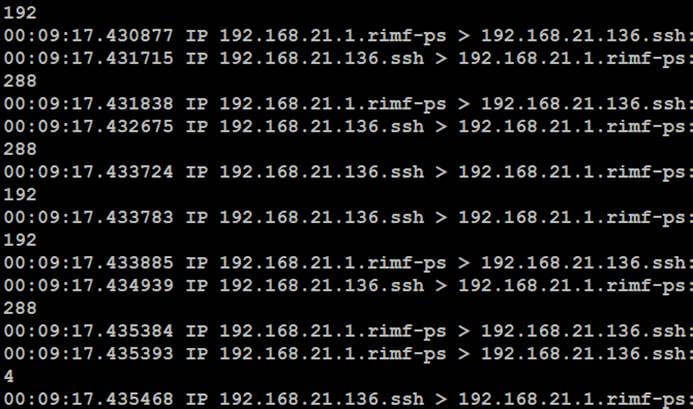 192
00:09:17.430877 IP 192.168.21.1.rimf-ps > 192.168.21.136.ssh:
00:09:17.431715 IP 192.168.21.136.ssh > 192.168.21.1.rimf-ps:
288
00:09:17.431838 IP 192.168.21.1.rimf-ps > 192.168.21.136.ssh:
00:09:17.432675 IP 192.168.21.136.ssh > 192.168.21.1.rimf-ps:
288
00:09:17.433724 IP 192.168.21.136.ssh > 192.168.21.1.rimf-ps:
192
00:09:17.433783 IP 192.168.21.136.ssh > 192.168.21.1.rimf-ps:
192
00:09:17.433885 IP 192.168.21.1.rimf-ps > 192.168.21.136.ssh:
00:09:17.434939 IP 192.168.21.136.ssh > 192.168.21.1.rimf-ps:
288
00:09:17.435384 IP 192.168.21.1.rimf-ps > 192.168.21.136.ssh:
00:09:17.435393 IP 192.168.21.1.rimf-ps > 192.168.21.136.ssh:
4
00:09:17.435468 IP 192.168.21.136.ssh > 192.168.21.1.rimf-ps: